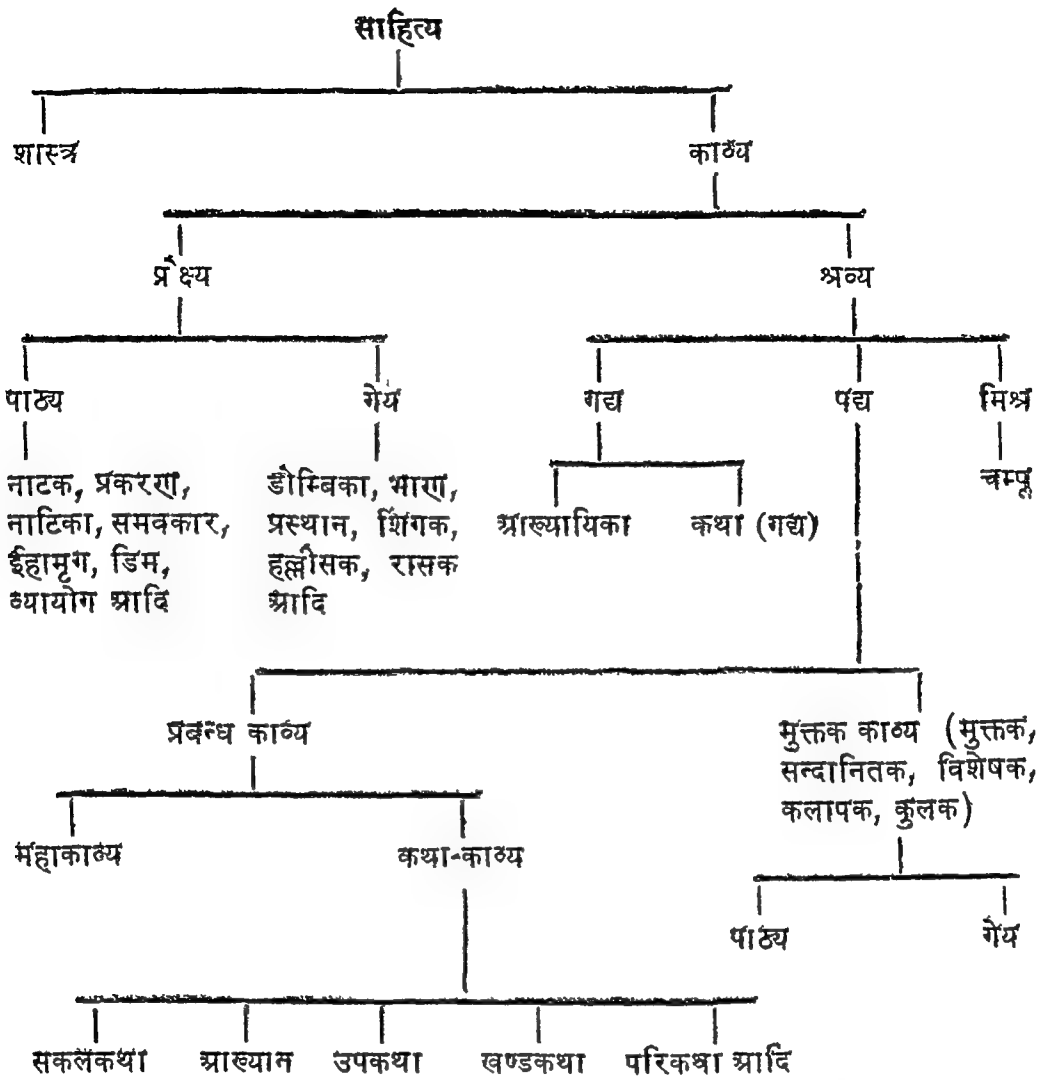 साहित्य
शास्त्र काव्य
प्रेक्ष्य श्रव्य
पाठ्य गेय गद्य पद्य मिश्र
नाटक, प्रकरण, नाटिका, समवकार, ईहामृग, डिम, व्यायोग आदि
डोम्बिका, भाण, प्रस्थान, शिंगक, हल्लीसक, रासक आदि
आख्यायिका कथा (गद्य)
चम्पू
प्रबन्ध काव्य
मुक्तक काव्य (मुक्तक,
सन्दानितक, विशेषक,
कलापक, कुलक)
महाकाव्य कथा-काव्य
पाठ्य गेय
सकलकथा आख्यान उपकथा खण्डकथा परिकथा आदि